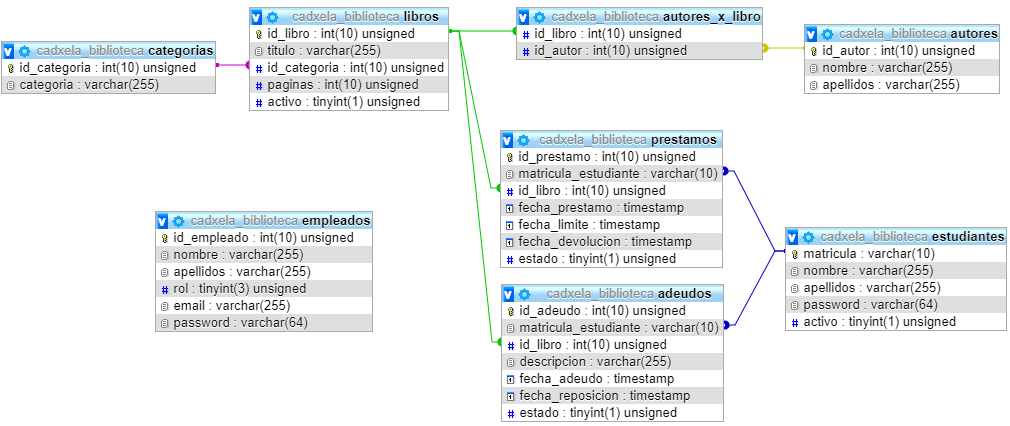 cadxela_biblioteca categorias
id_categoria : int(10) unsigned
categoria : varchar(255)
cadxela_biblioteca libros
id_libro : int(10) unsigned
titulo : varchar(255)
id_categoria : int(10) unsigned
paginas : int(10) unsigned
activo : tinyint(1) unsigned
cadxela_biblioteca autores_x_libro
id_libro : int(10) unsigned
id_autor : int(10) unsigned
cadxela_biblioteca autores
id_autor : int(10) unsigned
nombre : varchar(255)
apellidos : varchar(255)
cadxela_biblioteca prestamos
id_prestamo : int(10) unsigned
matricula_estudiante : varchar(10)
id_libro : int(10) unsigned
fecha_prestamo : timestamp
fecha_limite : timestamp
fecha_devolucion : timestamp
estado : tinyint(1) unsigned
cadxela_biblioteca empleados
id_empleado : int(10) unsigned
nombre : varchar(255)
apellidos : varchar(255)
rol : tinyint(3) unsigned
email : varchar(255)
password : varchar(64)
cadxela_biblioteca estudiantes
matricula : varchar(10)
nombre : varchar(255)
apellidos : varchar(255)
password : varchar(64)
activo : tinyint(1) unsigned
cadxela_biblioteca adeudos
id_adeudo : int(10) unsigned
matricula_estudiante : varchar(10)
id_libro : int(10) unsigned
descripcion : varchar(255)
fecha_adeudo : timestamp
fecha_reposicion : timestamp
estado : tinyint(1) unsigned